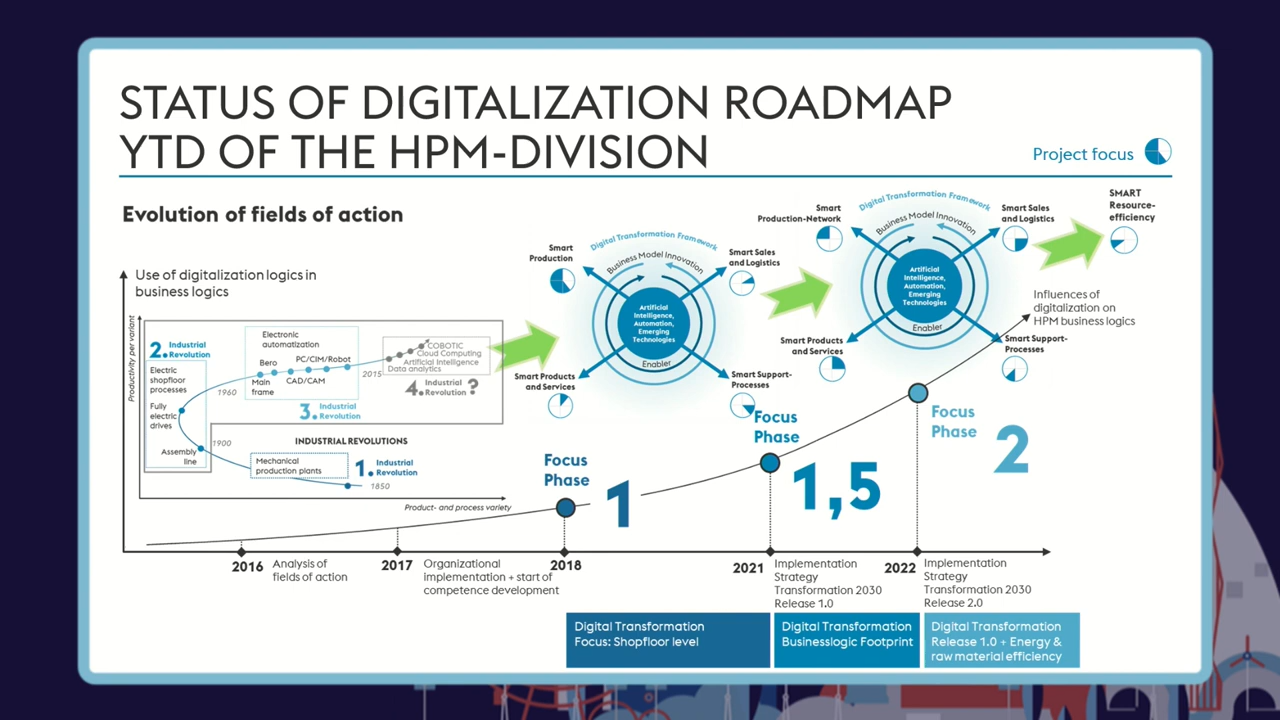 STATUS OF DIGITALIZATION ROADMAP
YTD OF THE HPM-DIVISION
Project focus
Evolution of fields of action
Use of digitalization logics in
business logics
Productivity per variant
2. Industrial
Revolution
Electric
shopfloor
processes
Fully
electric
drives
Assembly
line
1960
1900
Electronic
automatization
Bero
PC/CIM/Robot
Main
frame
CAD/CAM
3. Industrial
Revolution
2015
COBOTIC
Cloud Computing
Artificial Intelligence
Data analytics
4. Industrial
Revolution ?
INDUSTRIAL REVOLUTIONS
Mechanical
production plants
1. Industrial
Revolution
1850
Product- and process variety
Smart
Production
Digital Transformation Framework
Business Model Innovation
Smart Sales
and Logistics
Artificial
Intelligence,
Automation,
Emerging
Technologies
Enabler
Smart Products
and Services
Smart Support-
Processes
Smart
Production-Network
Digital Transformation Framework
Business Model Innovation
Smart Sales
and Logistics
Artificial
Intelligence,
Automation,
Emerging
Technologies
Enabler
Smart Products
and Services
Smart Support-
Processes
SMART
Resource-
efficiency
Influences of
digitalization on
HPM business logics
Focus
Phase
1
Focus
Phase
1,5
Focus
Phase
2
2016
Analysis of
fields of action
2017
Organizational
implementation + start of
competence development
2018
2021
Implementation
Strategy
Transformation 2030
Release 1.0
2022
Implementation
Strategy
Transformation 2030
Release 2.0
Digital Transformation
Focus: Shopfloor level
Digital Transformation
Businesslogic Footprint
Digital Transformation
Release 1.0 + Energy &
raw material efficiency